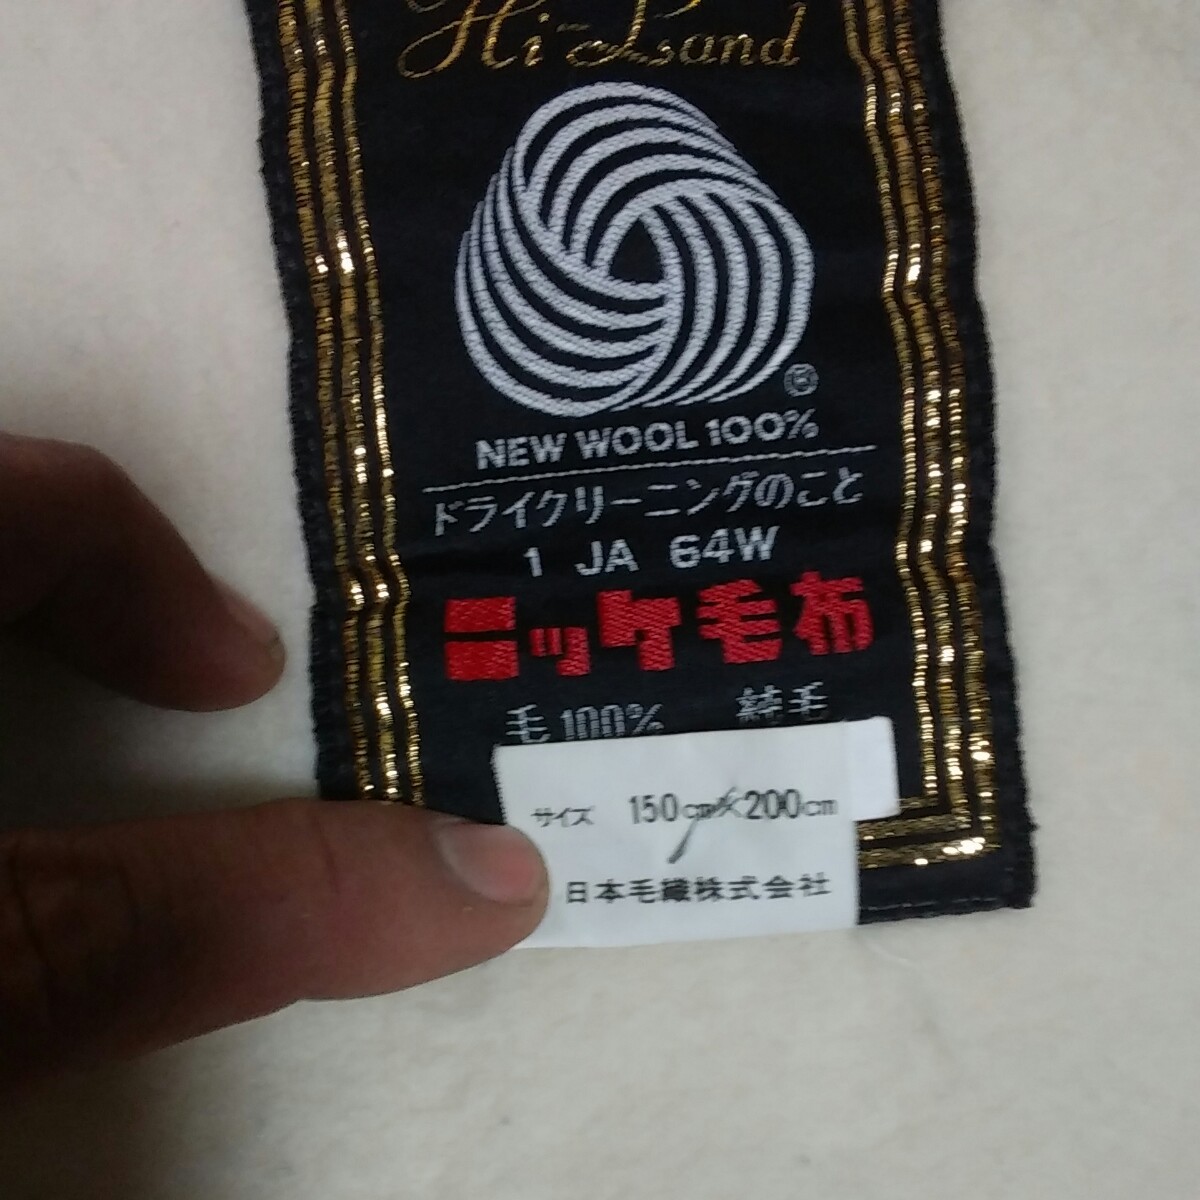 Hi-Land
®
NEW WOOL 100%
ドライクリーニングのこと
1 JA 64W
ニッケ毛布
毛100% 純毛
サイズ 150cm×200cm
日本毛織株式会社